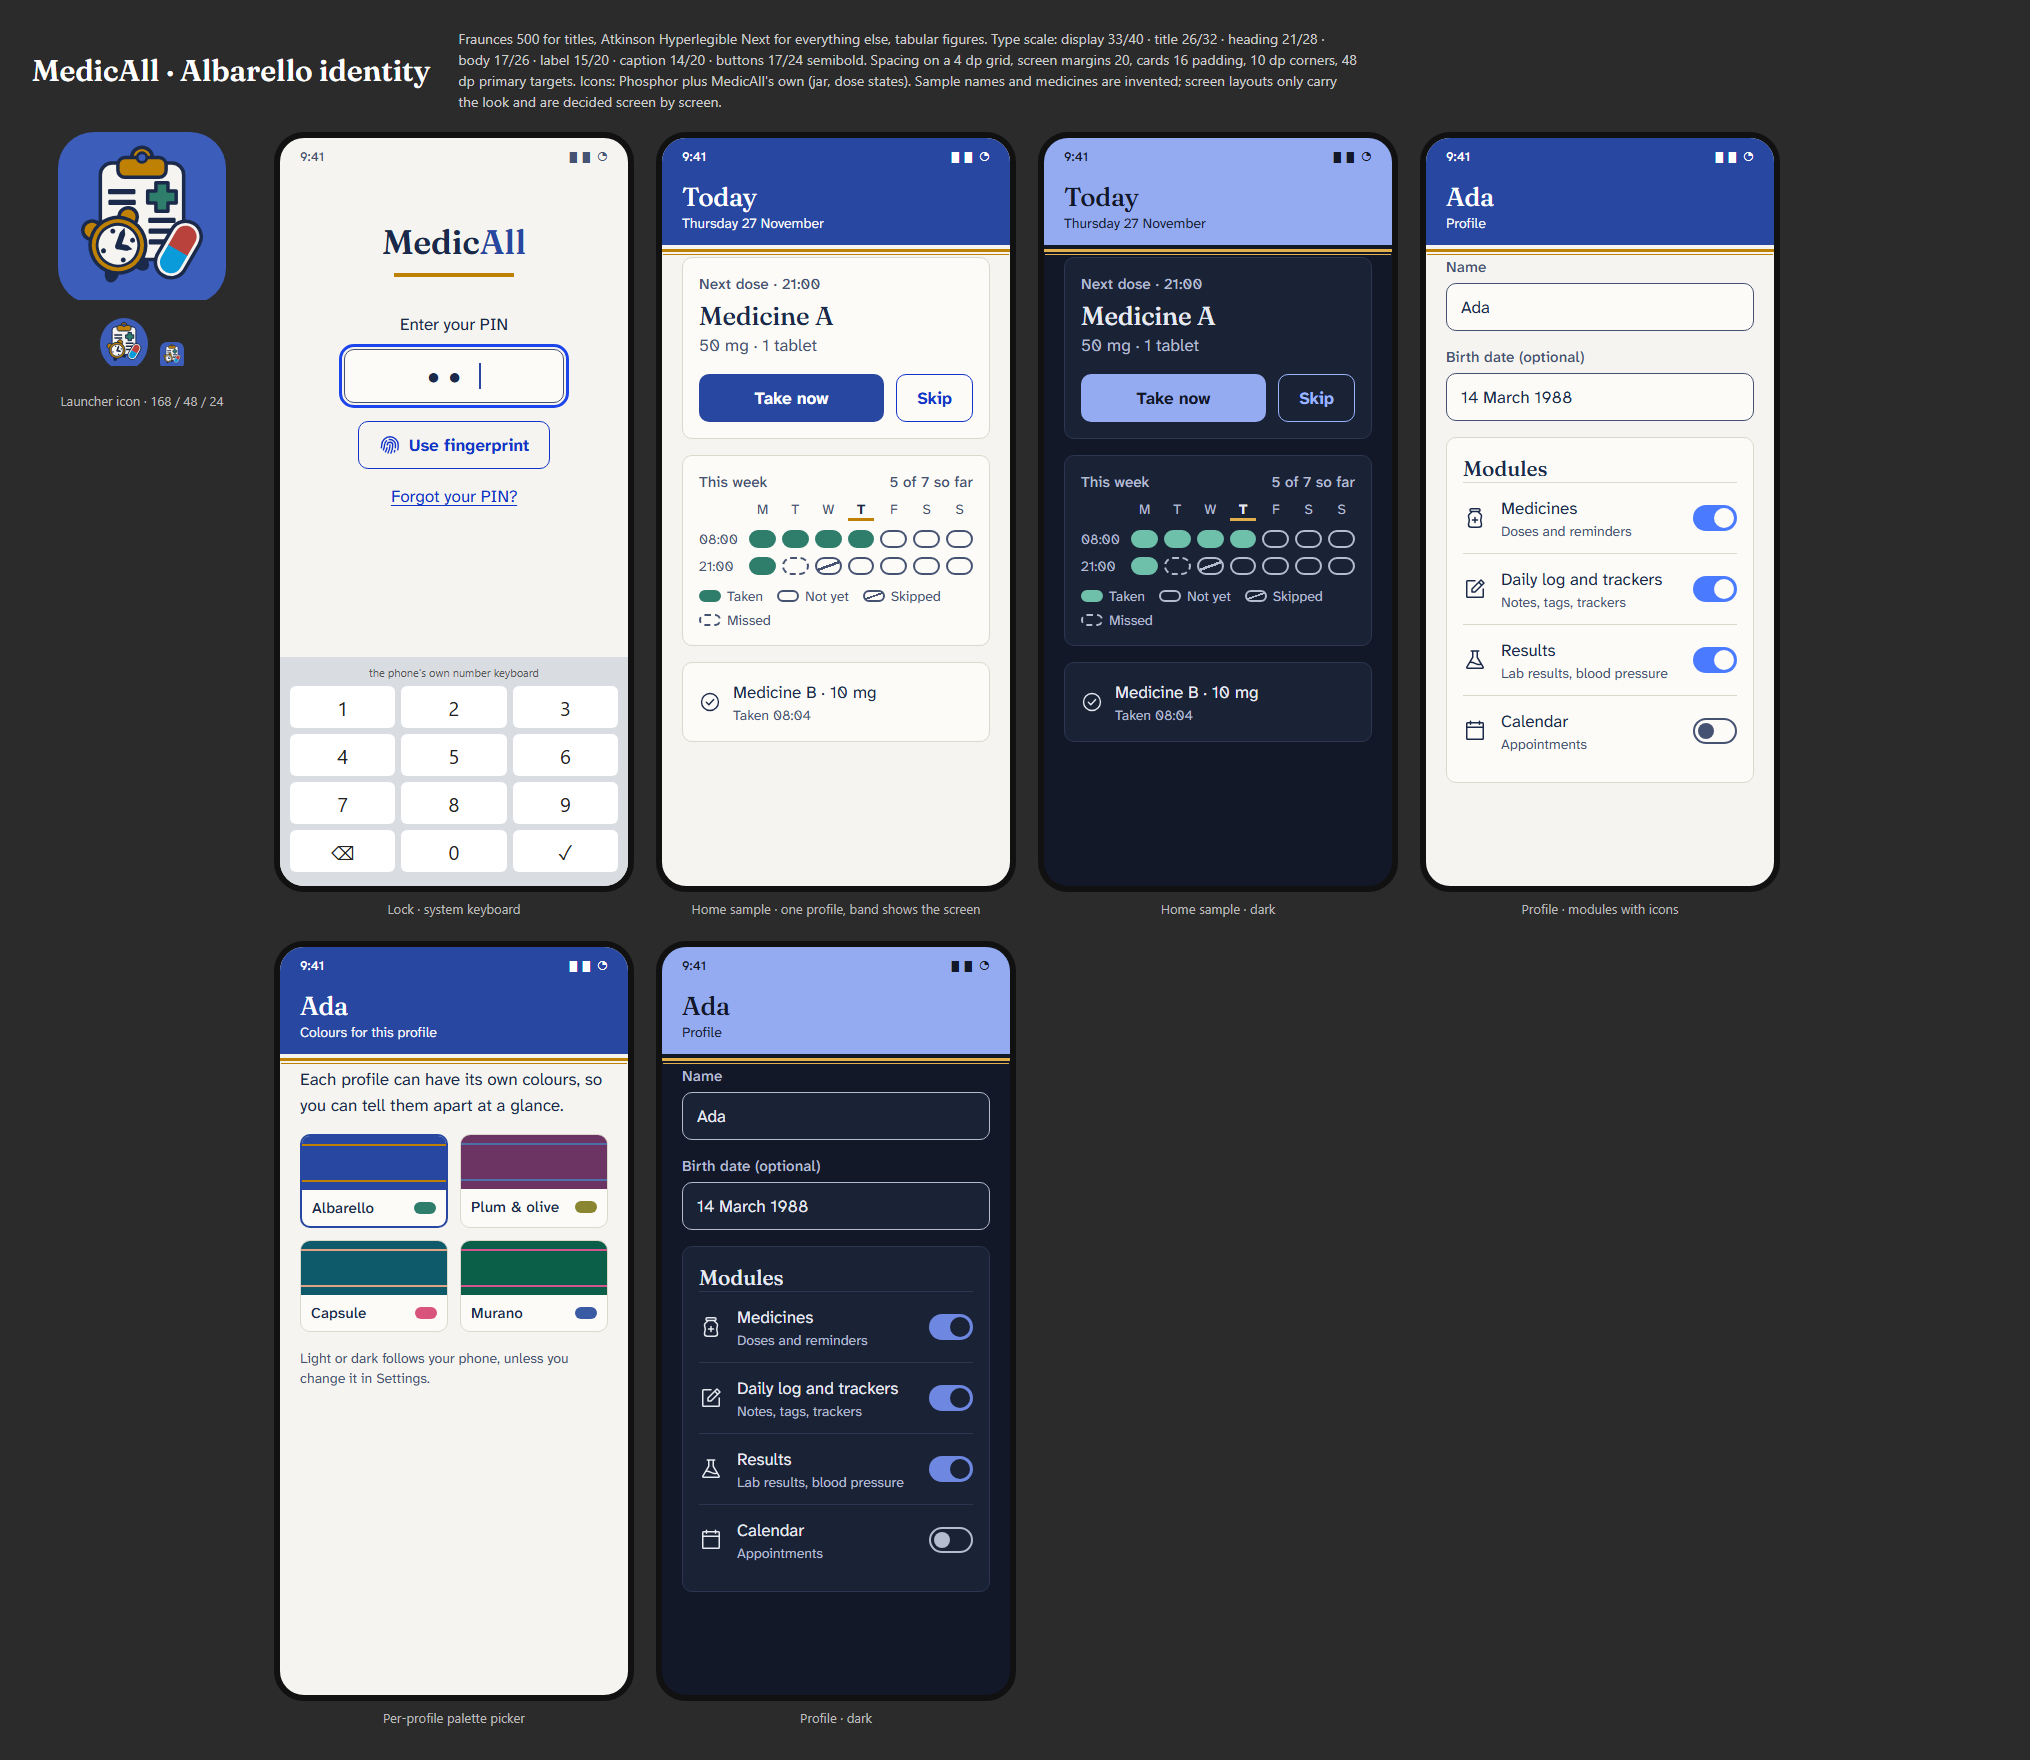 MedicAll · Albarello identity
Fraunces 500 for titles, Atkinson Hyperlegible Next for everything else, tabular figures. Type scale: display 33/40 · title 26/32 · heading 21/28 ·
body 17/26 · label 15/20 · caption 14/20 · buttons 17/24 semibold. Spacing on a 4 dp grid, screen margins 20, cards 16 padding, 10 dp corners, 48
dp primary targets. Icons: Phosphor plus MedicAll's own (jar, dose states). Sample names and medicines are invented; screen layouts only carry
the look and are decided screen by screen.
Launcher icon · 168 / 48 / 24
9:41
MedicAll
Enter your PIN
Use fingerprint
Forgot your PIN?
the phone's own number keyboard
1 2 3
4 5 6
7 8 9
0
Lock · system keyboard
9:41
Today
Thursday 27 November
Next dose · 21:00
Medicine A
50 mg · 1 tablet
Take now Skip
This week 5 of 7 so far
M T W T F S S
08:00
21:00
Taken Not yet Skipped
Missed
Medicine B · 10 mg
Taken 08:04
Home sample · one profile, band shows the screen
9:41
Today
Thursday 27 November
Next dose · 21:00
Medicine A
50 mg · 1 tablet
Take now Skip
This week 5 of 7 so far
M T W T F S S
08:00
21:00
Taken Not yet Skipped
Missed
Medicine B · 10 mg
Taken 08:04
Home sample · dark
9:41
Ada
Profile
Name
Ada
Birth date (optional)
14 March 1988
Modules
Medicines
Doses and reminders
Daily log and trackers
Notes, tags, trackers
Results
Lab results, blood pressure
Calendar
Appointments
Profile · modules with icons
9:41
Ada
Colours for this profile
Each profile can have its own colours, so
you can tell them apart at a glance.
Albarello
Plum & olive
Capsule
Murano
Light or dark follows your phone, unless you
change it in Settings.
Per-profile palette picker
9:41
Ada
Profile
Name
Ada
Birth date (optional)
14 March 1988
Modules
Medicines
Doses and reminders
Daily log and trackers
Notes, tags, trackers
Results
Lab results, blood pressure
Calendar
Appointments
Profile · dark